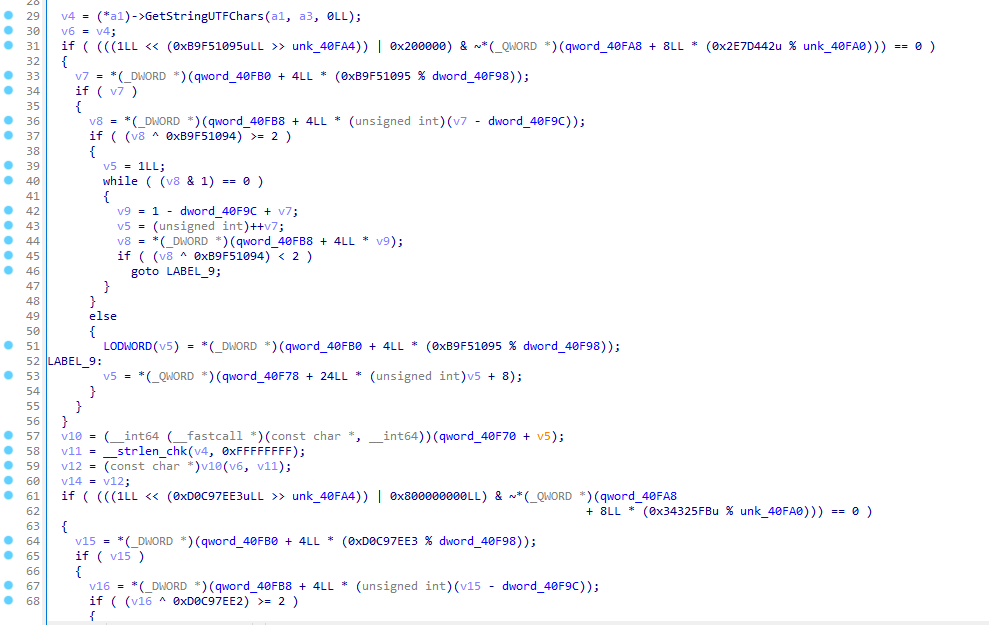 28
29 v4 = (*a1)->GetStringUTFChars(a1, a3, 0LL);
30 v6 = v4;
31 if ( (((1LL << (0xB9F51095uLL >> unk_40FA4)) | 0x200000) & ~*(_QWORD *)(qword_40FA8 + 8LL * (0x2E7D442u % unk_40FA0))) == 0 )
32 {
33 v7 = *(_DWORD *)(qword_40FB0 + 4LL * (0xB9F51095 % dword_40F98));
34 if ( v7 )
35 {
36 v8 = *(_DWORD *)(qword_40FB8 + 4LL * (unsigned int)(v7 - dword_40F9C));
37 if ( (v8 ^ 0xB9F51094) >= 2 )
38 {
39 v5 = 1LL;
40 while ( (v8 & 1) == 0 )
41 {
42 v9 = 1 - dword_40F9C + v7;
43 v5 = (unsigned int)++v7;
44 v8 = *(_DWORD *)(qword_40FB8 + 4LL * v9);
45 if ( (v8 ^ 0xB9F51094) < 2 )
46 goto LABEL_9;
47 }
48 }
49 else
50 {
51 LODWORD(v5) = *(_DWORD *)(qword_40FB0 + 4LL * (0xB9F51095 % dword_40F98));
52 LABEL_9:
53 v5 = *(_QWORD *)(qword_40F78 + 24LL * (unsigned int)v5 + 8);
54 }
55 }
56 }
57 v10 = (__int64 (__fastcall *)(const char *, __int64))(qword_40F70 + v5);
58 v11 = __strlen_chk(v4, 0xFFFFFFFF);
59 v12 = (const char *)v10(v6, v11);
60 v14 = v12;
61 if ( (((1LL << (0xD0C97EE3uLL >> unk_40FA4)) | 0x800000000LL) & ~*(_QWORD *)(qword_40FA8
62 + 8LL * (0x34325FBu % unk_40FA0))) == 0 )
63 {
64 v15 = *(_DWORD *)(qword_40FB0 + 4LL * (0xD0C97EE3 % dword_40F98));
65 if ( v15 )
66 {
67 v16 = *(_DWORD *)(qword_40FB8 + 4LL * (unsigned int)(v15 - dword_40F9C));
68 if ( (v16 ^ 0xD0C97EE2) >= 2 )
{